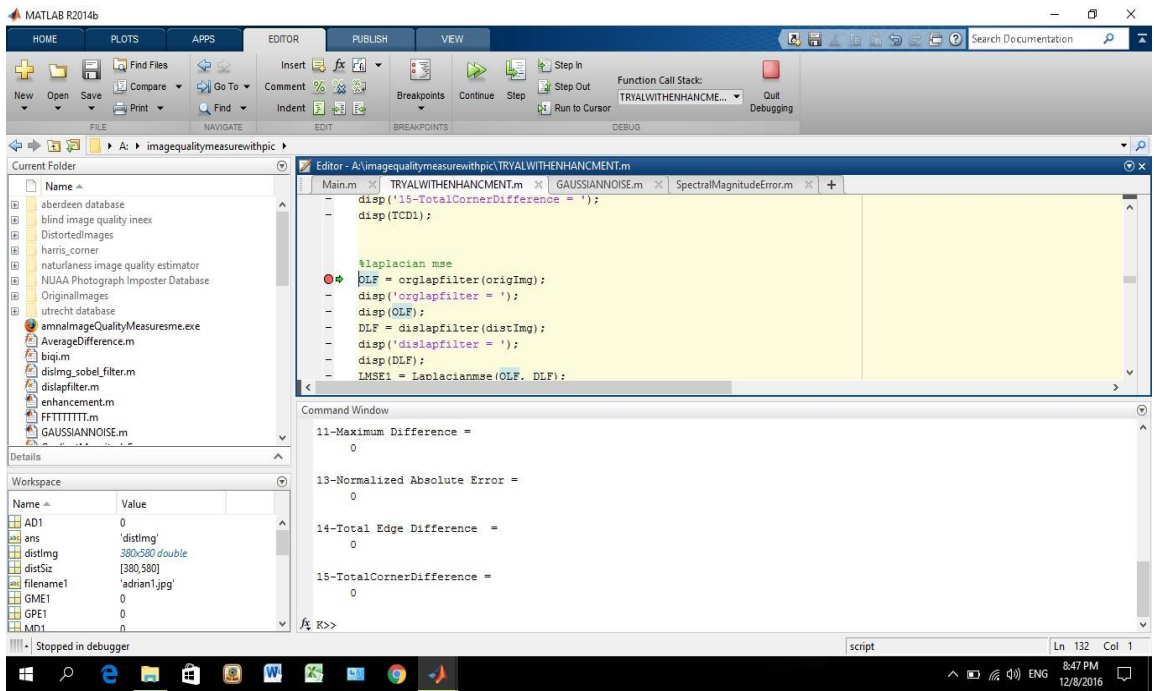 MATLAB R2014b
HOME PLOTS APPS EDITOR PUBLISH VIEW Search Documentation
New Open Save Find Files Compare Print
Go To Find
Insert fx Comment Indent
Breakpoints Continue Step Step In Step Out Run to Cursor
Function Call Stack:
TRYALWITHENHANCME...
Quit Debugging
FILE NAVIGATE EDIT BREAKPOINTS DEBUG
A: imagequalitymeasurewithpic
Current Folder
Name
aberdeen database
blind image quality ineex
DistortedImages
harris_corner
naturlaness image quality estimator
NUAA Photograph Imposter Database
OriginalImages
utrecht database
amnaImageQualityMeasuresme.exe
AverageDifference.m
biqi.m
disImg_sobel_filter.m
dislapfilter.m
enhancement.m
FFTTTTTT.m
GAUSSIANNOISE.m
Details
Workspace
Name Value
AD1 0
ans 'distImg'
distImg 380x580 double
distSiz [380,580]
filename1 'adrian1.jpg'
GME1 0
GPE1 0
MD1 0
Editor - A:\imagequalitymeasurewithpic\TRYALWITHENHANCMENT.m
Main.m TRYALWITHENHANCMENT.m GAUSSIANNOISE.m SpectralMagnitudeError.m +
disp('15-TotalCornerDifference = ');
disp(TCD1);
%laplacian mse
OLF = orglapfilter(origImg);
disp('orglapfilter = ');
disp(OLF);
DLF = dislapfilter(distImg);
disp('dislapfilter = ');
disp(DLF);
LMSE1 = Laplacianmse(OLF, DLF);
Command Window
11-Maximum Difference =
0
13-Normalized Absolute Error =
0
14-Total Edge Difference =
0
15-TotalCornerDifference =
0
fx K>>
Stopped in debugger script Ln 132 Col 1
ENG 8:47 PM
12/8/2016